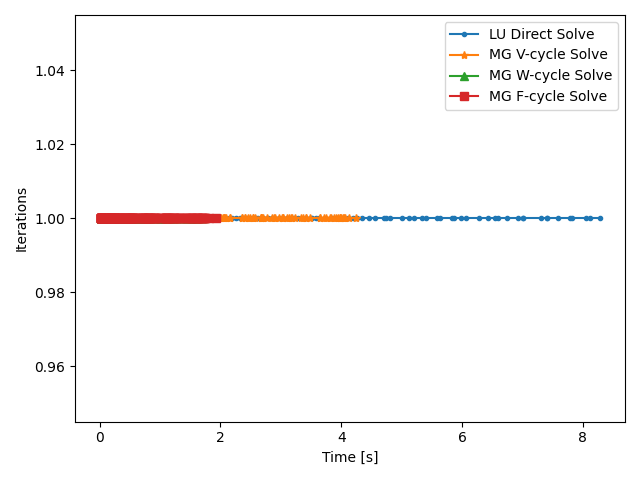 LU Direct Solve
MG V-cycle Solve
MG W-cycle Solve
MG F-cycle Solve
1.04
1.02
1.00
0.98
0.96
Iterations
0 2 4 6 8
Time [s]